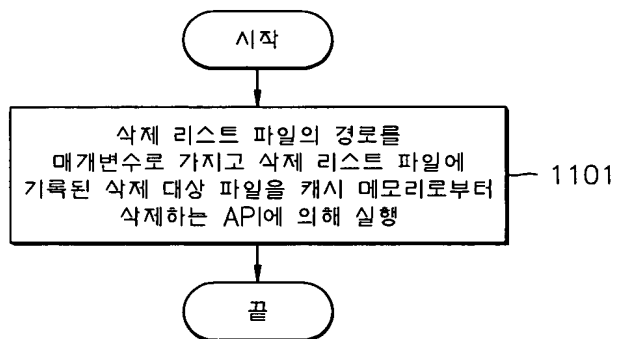 시작
삭제 리스트 파일의 경로를
매개변수로 가지고 삭제 리스트 파일에
기록된 삭제 대상 파일을 캐시 메모리로부터
삭제하는 API에 의해 실행
1101
끝